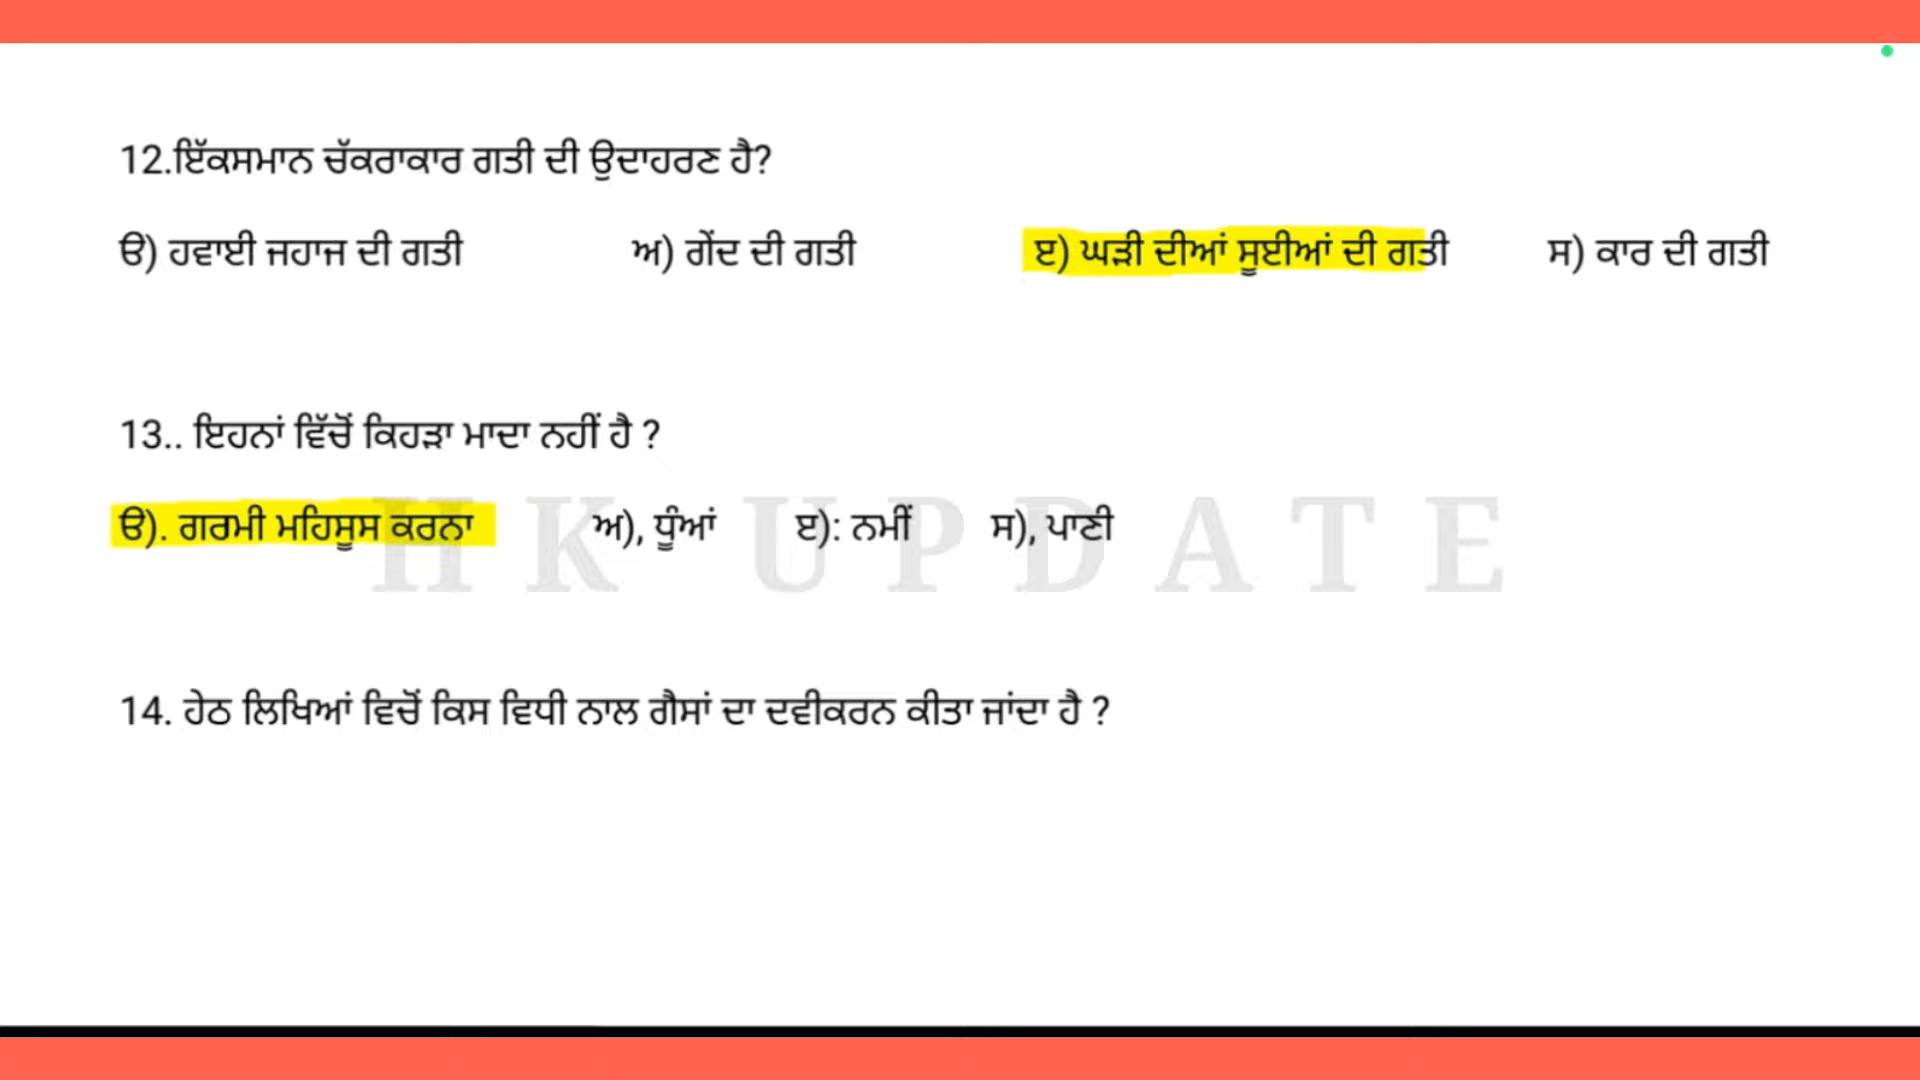 12.ਇੱਕਸਮਾਨ ਚੱਕਰਾਕਾਰ ਗਤੀ ਦੀ ਉਦਾਹਰਣ ਹੈ?
ੳ) ਹਵਾਈ ਜਹਾਜ ਦੀ ਗਤੀ ਅ) ਗੇਂਦ ਦੀ ਗਤੀ ੲ) ਘੜੀ ਦੀਆਂ ਸੂਈਆਂ ਦੀ ਗਤੀ ਸ) ਕਾਰ ਦੀ ਗਤੀ
13.. ਇਹਨਾਂ ਵਿੱਚੋਂ ਕਿਹੜਾ ਮਾਦਾ ਨਹੀਂ ਹੈ ?
ੳ). ਗਰਮੀ ਮਹਿਸੂਸ ਕਰਨਾ ਅ), ਧੂੰਆਂ ੲ): ਨਮੀਂ ਸ), ਪਾਣੀ
HK UPDATE
14. ਹੇਠ ਲਿਖਿਆਂ ਵਿਚੋਂ ਕਿਸ ਵਿਧੀ ਨਾਲ ਗੈਸਾਂ ਦਾ ਦਵੀਕਰਨ ਕੀਤਾ ਜਾਂਦਾ ਹੈ ?